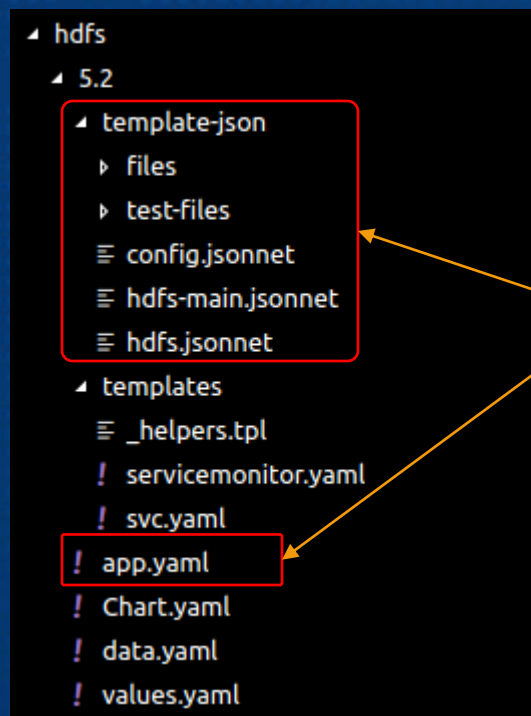 hdfs
5.2
template-json
files
test-files
config.jsonnet
hdfs-main.jsonnet
hdfs.jsonnet
templates
_helpers.tpl
! servicemonitor.yaml
! svc.yaml
! app.yaml
! Chart.yaml
! data.yaml
! values.yaml